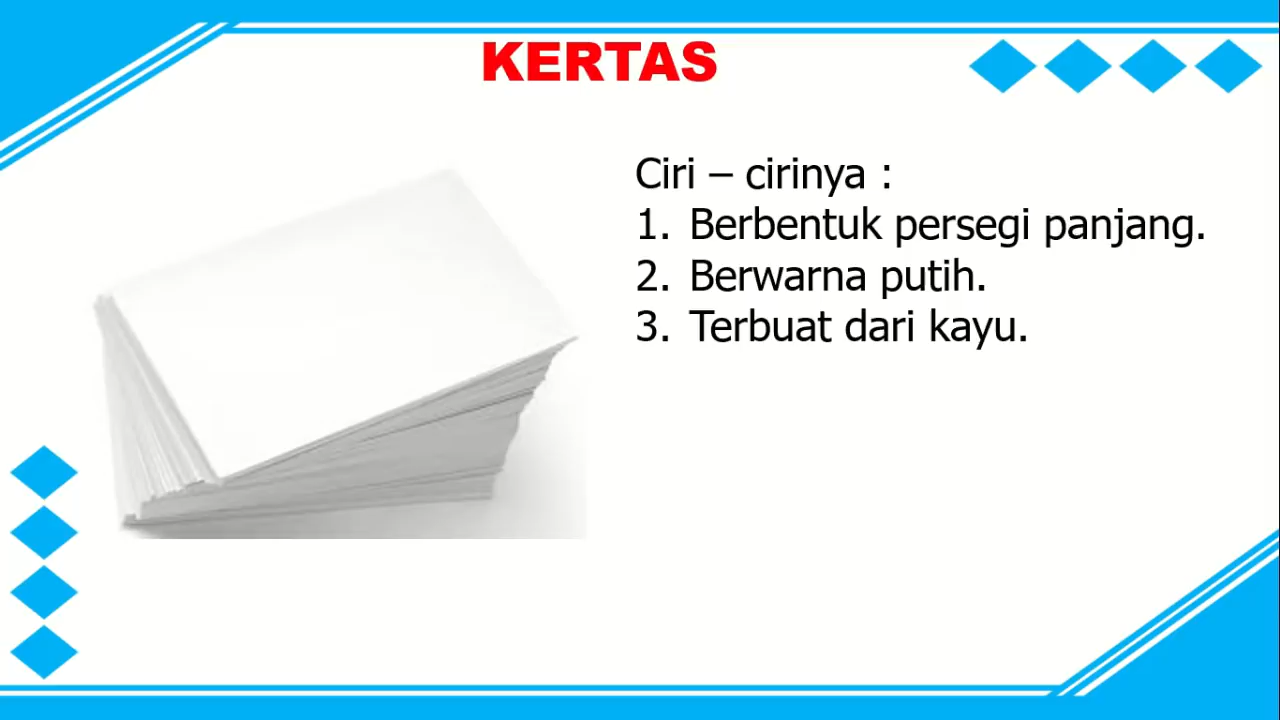 KERTAS
Ciri – cirinya :
1. Berbentuk persegi panjang.
2. Berwarna putih.
3. Terbuat dari kayu.